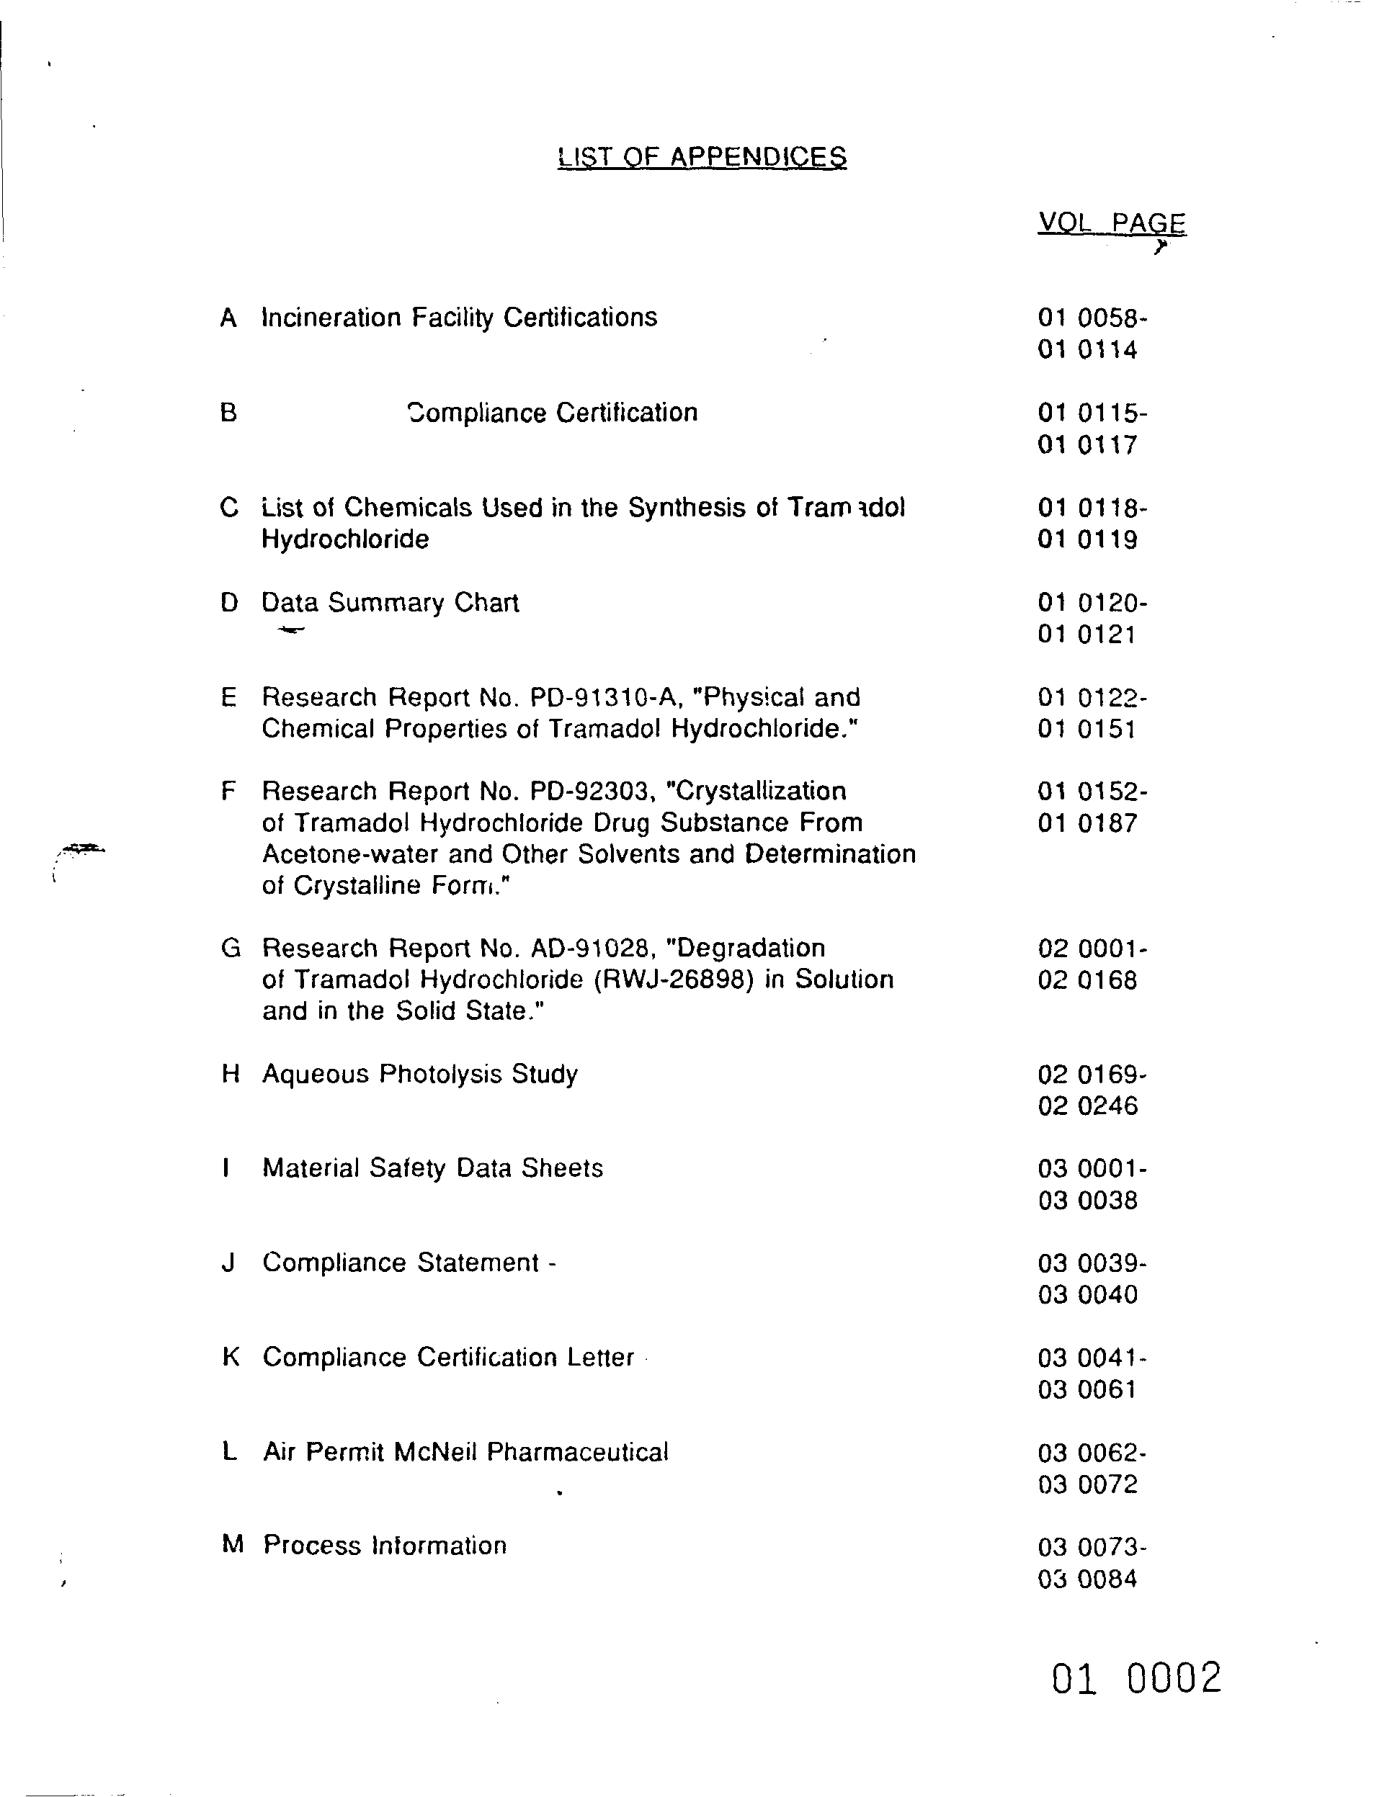 LIST OF APPENDICES
VOL PAGE
A Incineration Facility Certifications 01 0058-
01 0114
B Compliance Certification 01 0115-
01 0117
C List of Chemicals Used in the Synthesis of Tramadol 01 0118-
Hydrochloride 01 0119
D Data Summary Chart 01 0120-
01 0121
E Research Report No. PD-91310-A, "Physical and 01 0122-
Chemical Properties of Tramadol Hydrochloride." 01 0151
F Research Report No. PD-92303, "Crystallization 01 0152-
of Tramadol Hydrochloride Drug Substance From 01 0187
Acetone-water and Other Solvents and Determination
of Crystalline Form."
G Research Report No. AD-91028, "Degradation 02 0001-
of Tramadol Hydrochloride (RWJ-26898) in Solution 02 0168
and in the Solid State."
H Aqueous Photolysis Study 02 0169-
02 0246
I Material Safety Data Sheets 03 0001-
03 0038
J Compliance Statement - 03 0039-
03 0040
K Compliance Certification Letter 03 0041-
03 0061
L Air Permit McNeil Pharmaceutical 03 0062-
03 0072
M Process Information 03 0073-
03 0084
01 0002